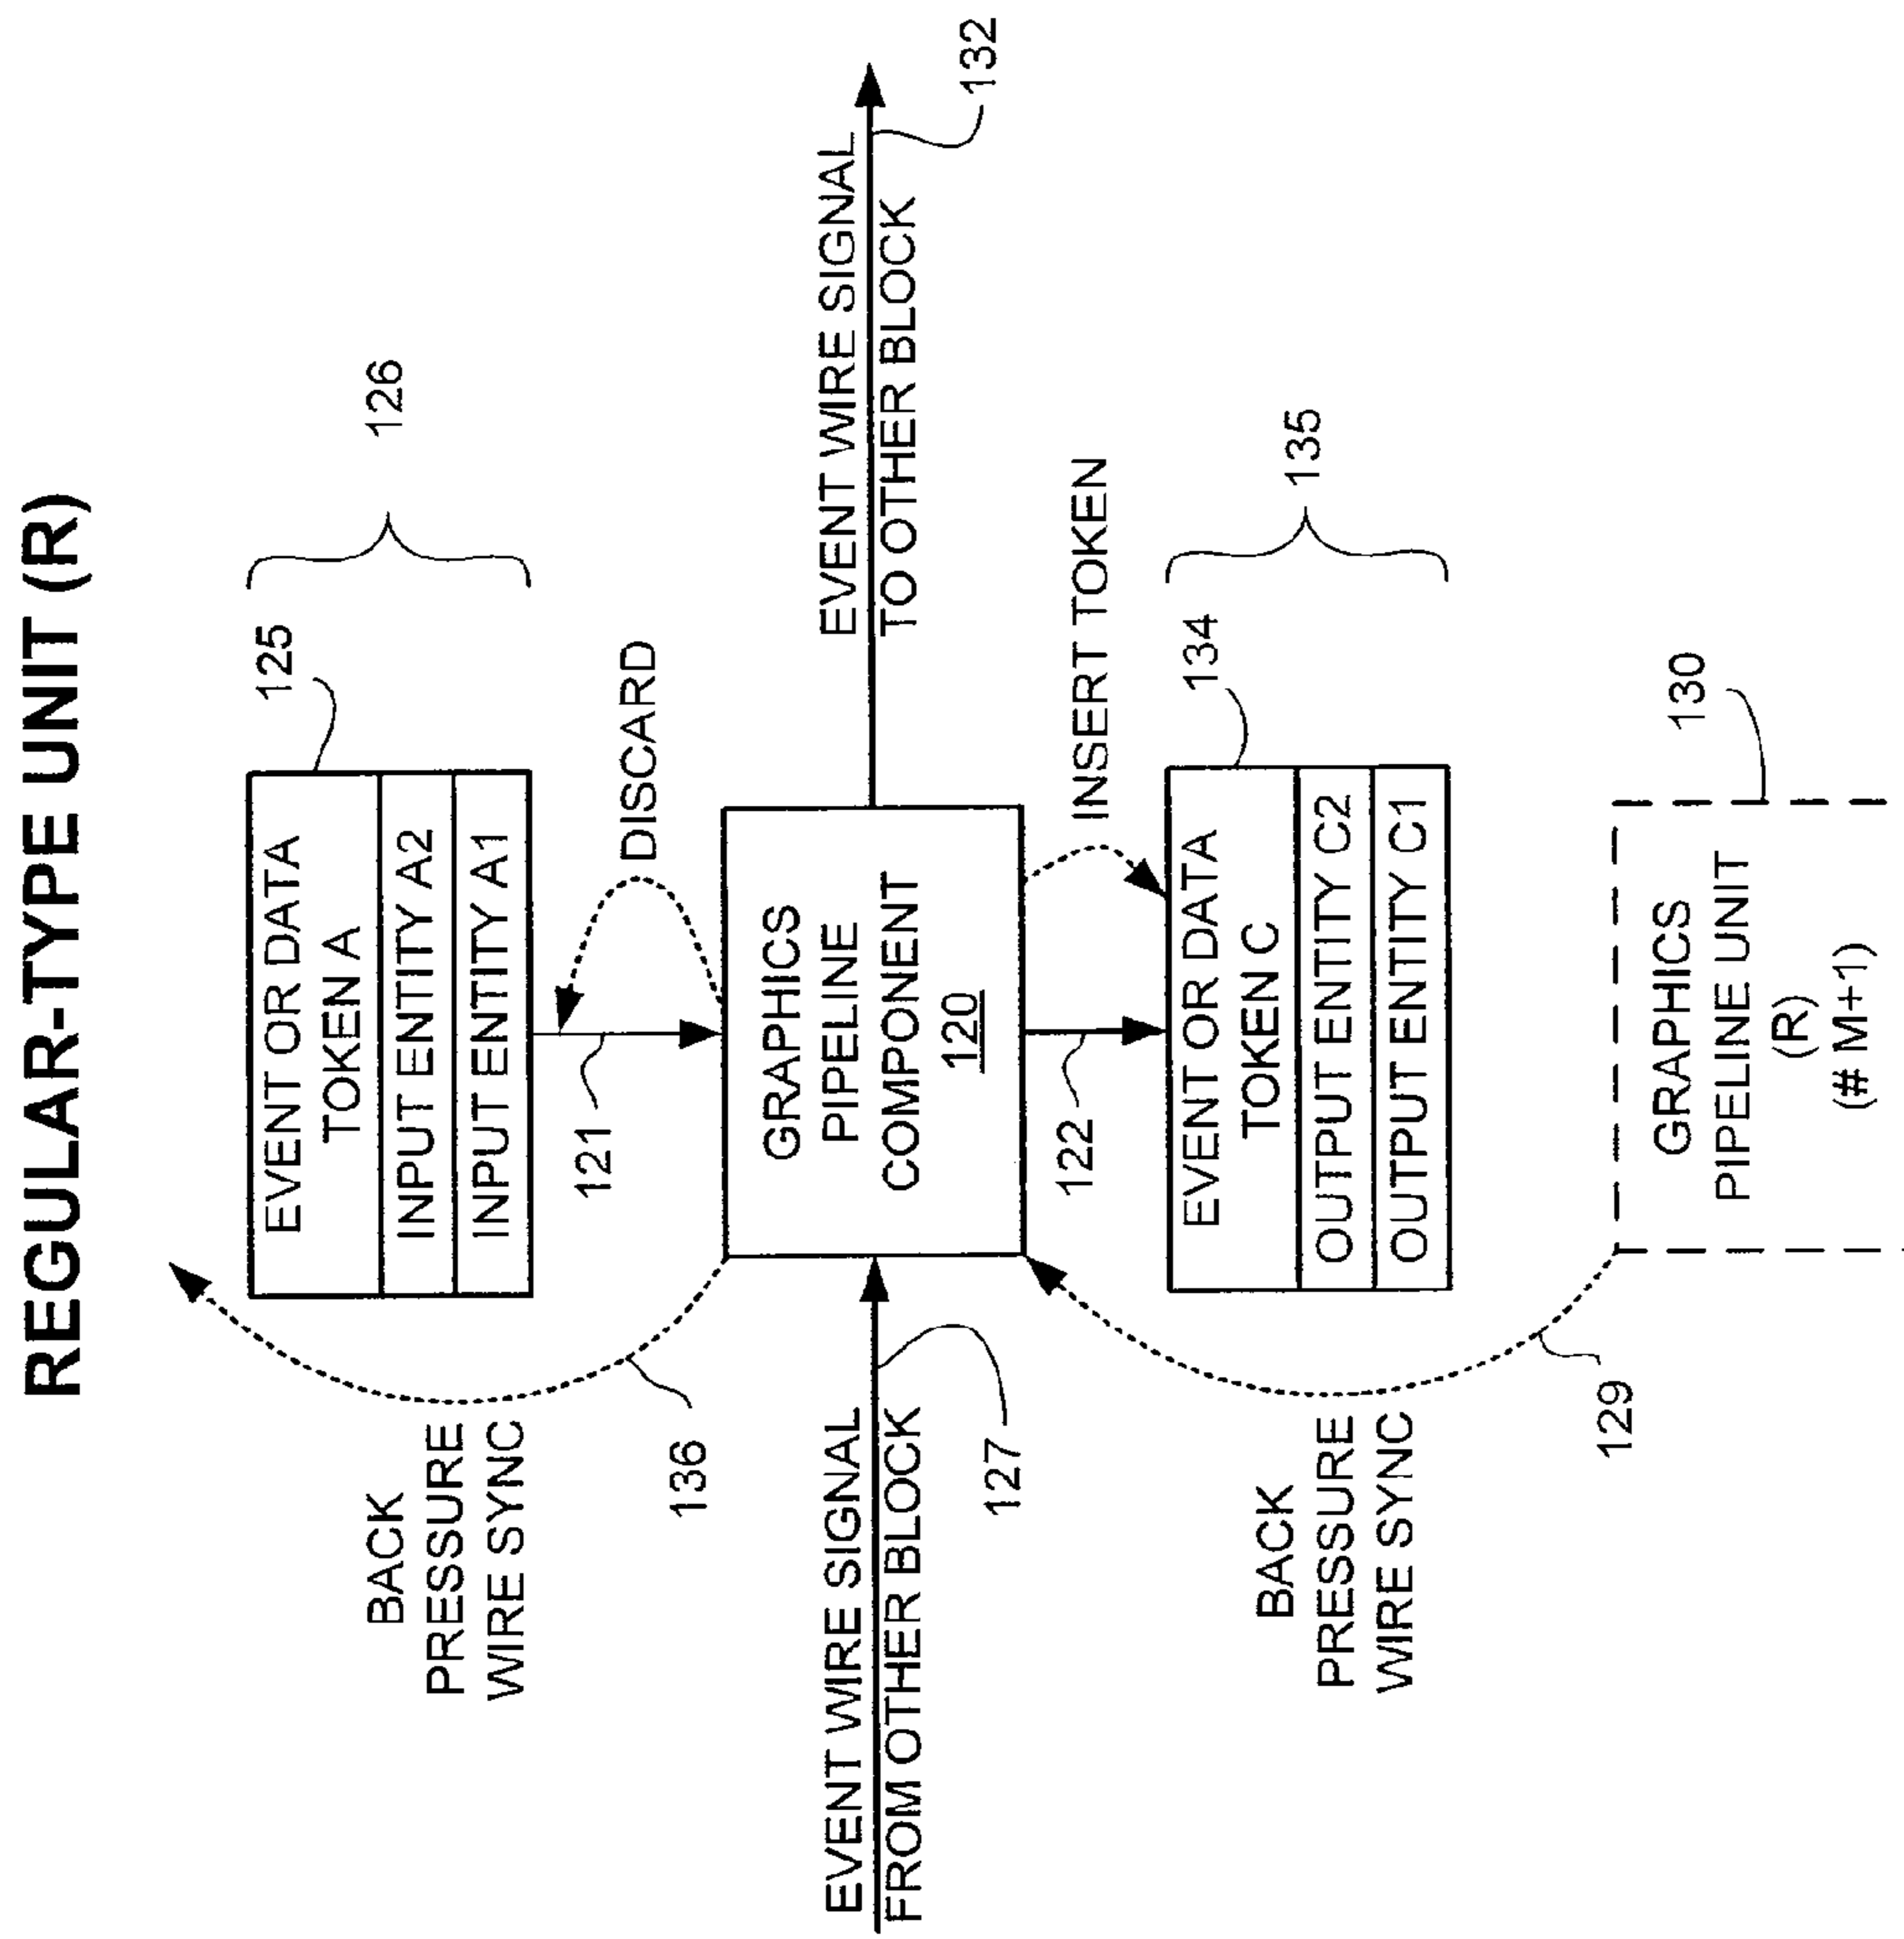 REGULAR-TYPE UNIT (R)
126
125
EVENT OR DATA
TOKEN A
INPUT ENTITY A2
INPUT ENTITY A1
BACK
PRESSURE
WIRE SYNC
136
121
DISCARD
EVENT WIRE SIGNAL
FROM OTHER BLOCK
127
GRAPHICS
PIPELINE
COMPONENT
120
EVENT WIRE SIGNAL
TO OTHER BLOCK
132
122
INSERT TOKEN
134
135
EVENT OR DATA
TOKEN C
OUTPUT ENTITY C2
OUTPUT ENTITY C1
BACK
PRESSURE
WIRE SYNC
129
130
GRAPHICS
PIPELINE UNIT
(R)
(# M+1)